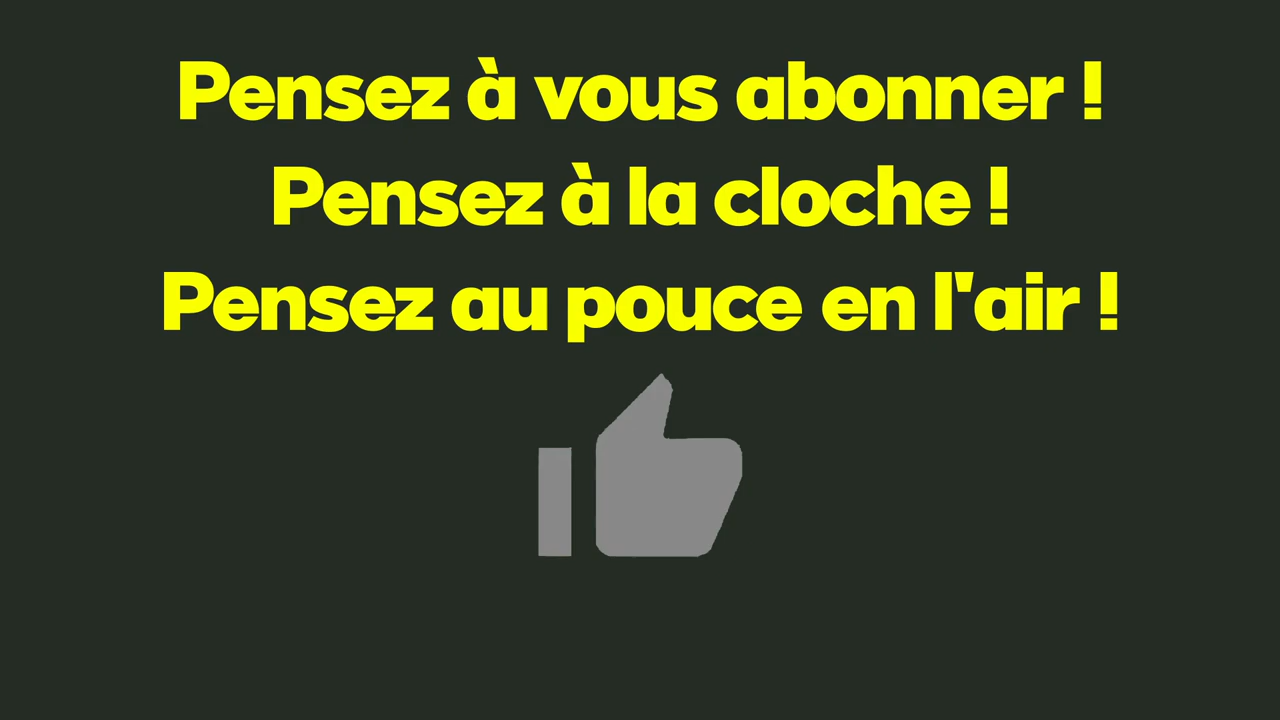 Pensez à vous abonner !
Pensez à la cloche !
Pensez au pouce en l'air !